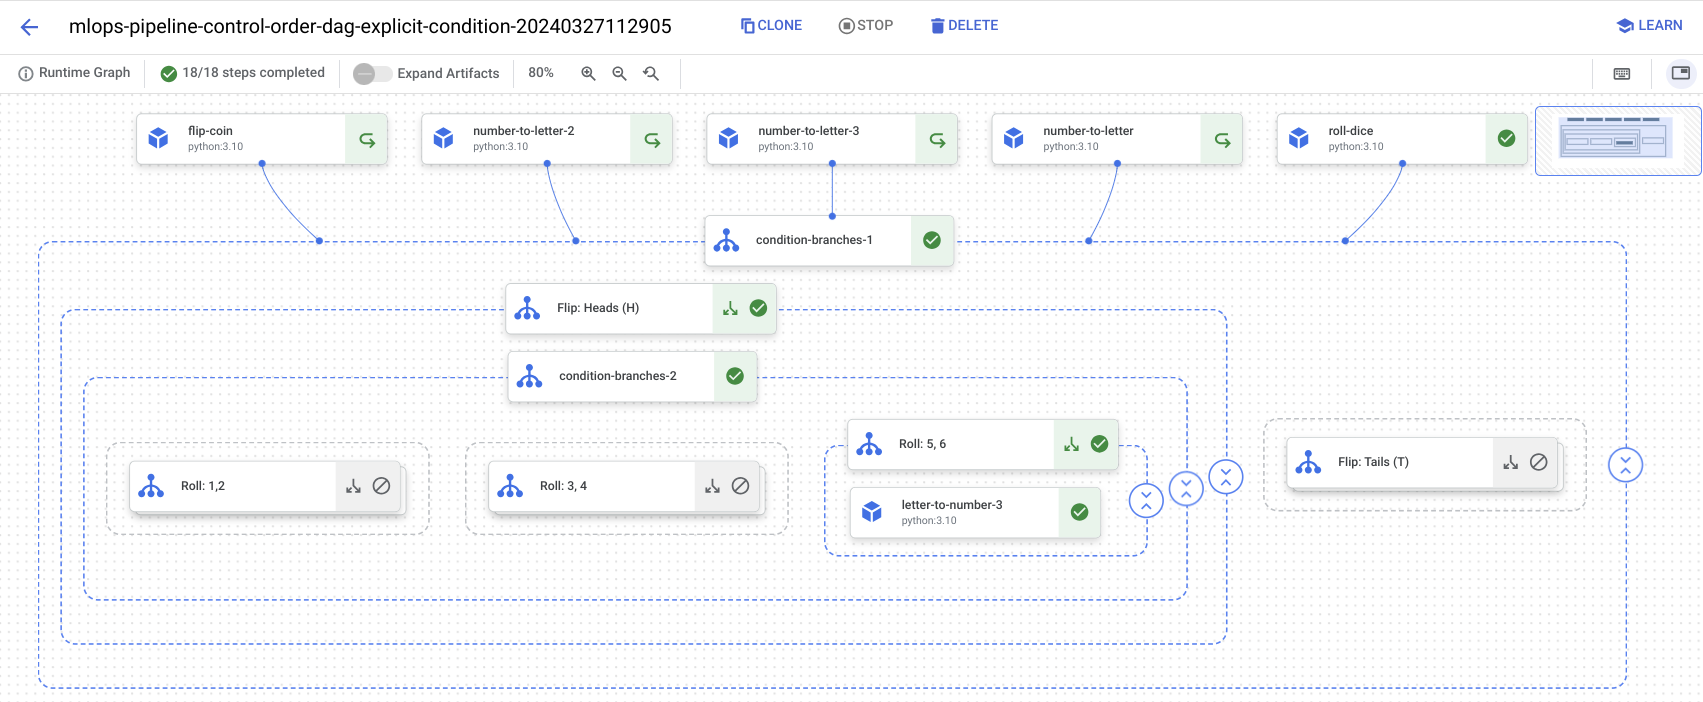 mlops-pipeline-control-order-dag-explicit-condition-20240327112905
CLONE
STOP
DELETE
LEARN
Runtime Graph
18/18 steps completed
Expand Artifacts
80%
flip-coin
python:3.10
number-to-letter-2
python:3.10
number-to-letter-3
python:3.10
number-to-letter
python:3.10
roll-dice
python:3.10
condition-branches-1
Flip: Heads (H)
condition-branches-2
Roll: 1,2
Roll: 3, 4
Roll: 5, 6
letter-to-number-3
python:3.10
Flip: Tails (T)